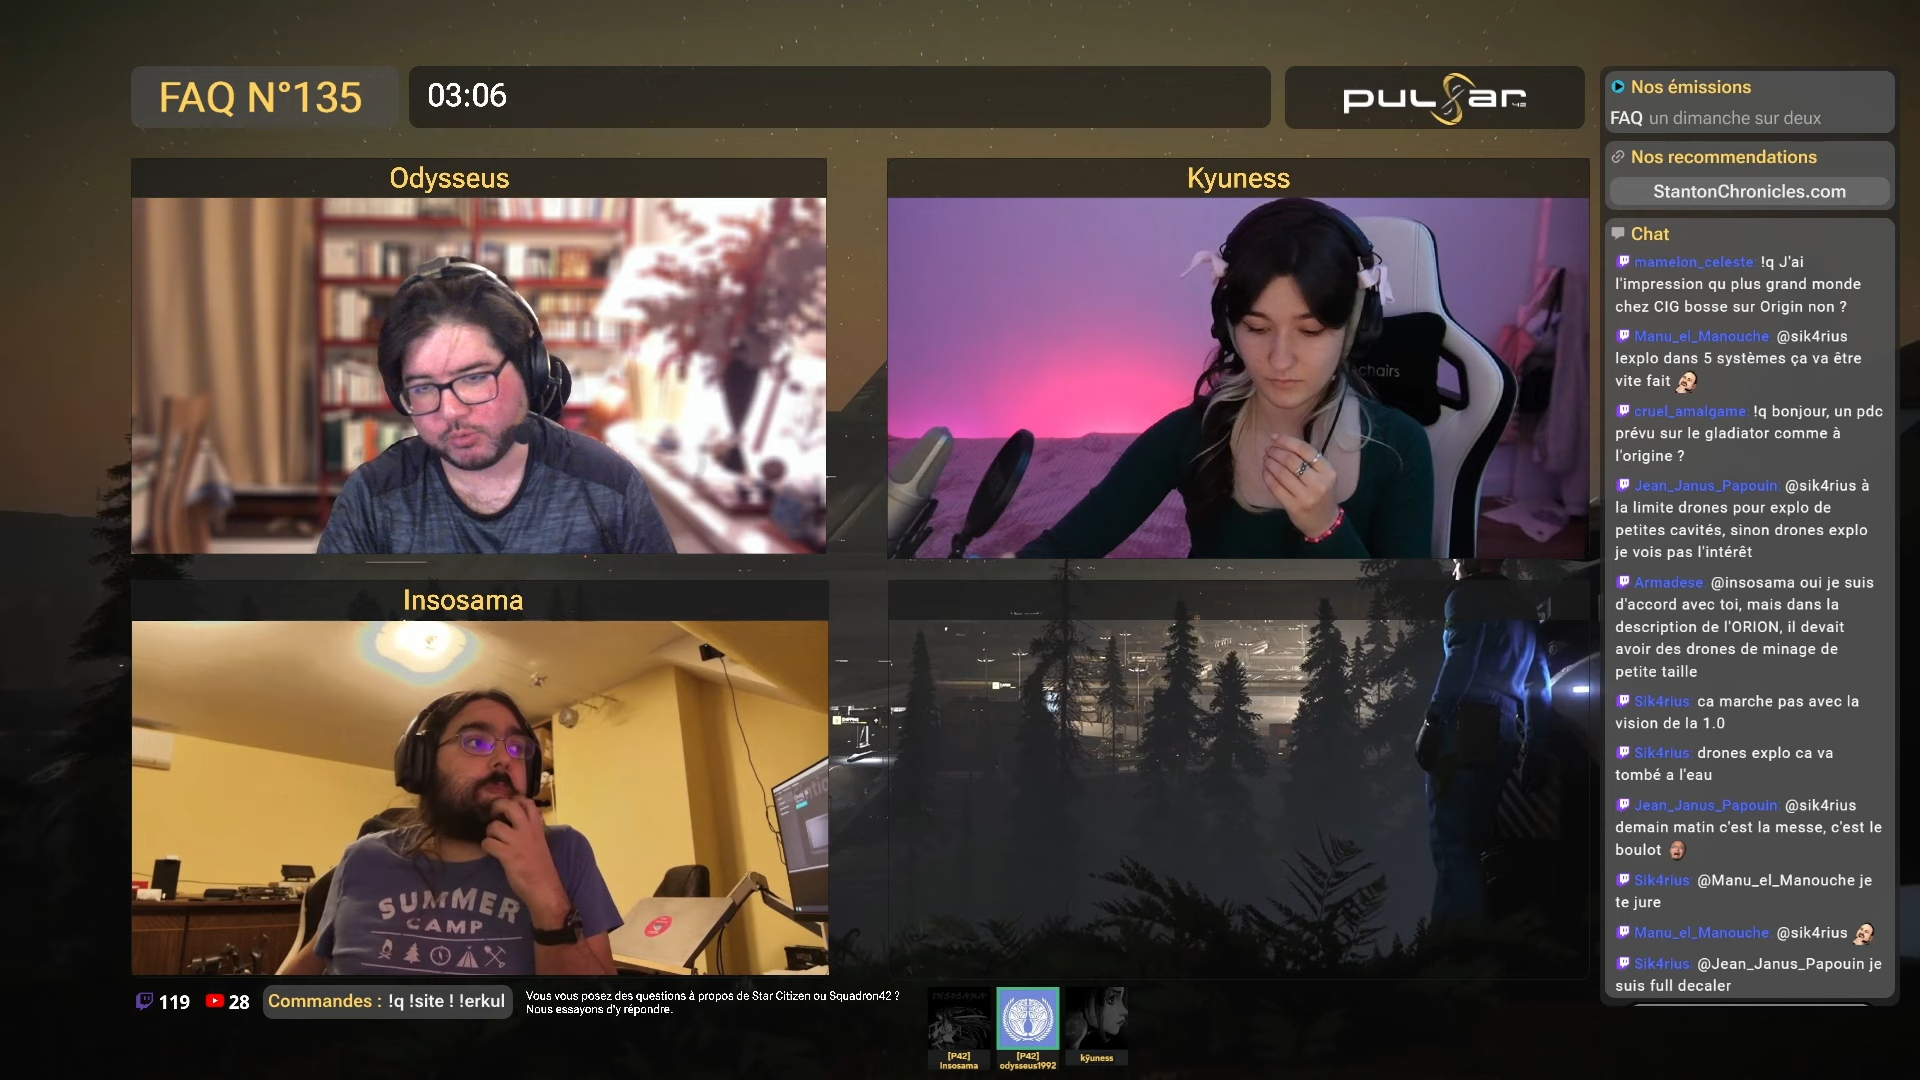 FAQ N°135
03:06
pulsar 42
Odysseus
Kyuness
chairs
Insosama
SUMMER
CAMP
119
28
Commandes : !q !site ! !erkul
Vous vous posez des questions à propos de Star Citizen ou Squadron42 ?
Nous essayons d'y répondre.
[P42]
Insosama
[P42]
odysseus1992
kÿuness
Nos émissions
FAQ un dimanche sur deux
Nos recommendations
StantonChronicles.com
Chat
mamelon_celeste: !q J'ai
l'impression qu plus grand monde
chez CIG bosse sur Origin non ?
Manu_el_Manouche: @sik4rius
lexplo dans 5 systèmes ça va être
vite fait
cruel_amalgame: !q bonjour, un pdc
prévu sur le gladiator comme à
l'origine ?
Jean_Janus_Papouin: @sik4rius à
la limite drones pour explo de
petites cavités, sinon drones explo
je vois pas l'intérêt
Armadese: @insosama oui je suis
d'accord avec toi, mais dans la
description de l'ORION, il devait
avoir des drones de minage de
petite taille
Sik4rius: ca marche pas avec la
vision de la 1.0
Sik4rius: drones explo ca va
tombé a l'eau
Jean_Janus_Papouin: @sik4rius
demain matin c'est la messe, c'est le
boulot
Sik4rius: @Manu_el_Manouche je
te jure
Manu_el_Manouche: @sik4rius
Sik4rius: @Jean_Janus_Papouin je
suis full decaler